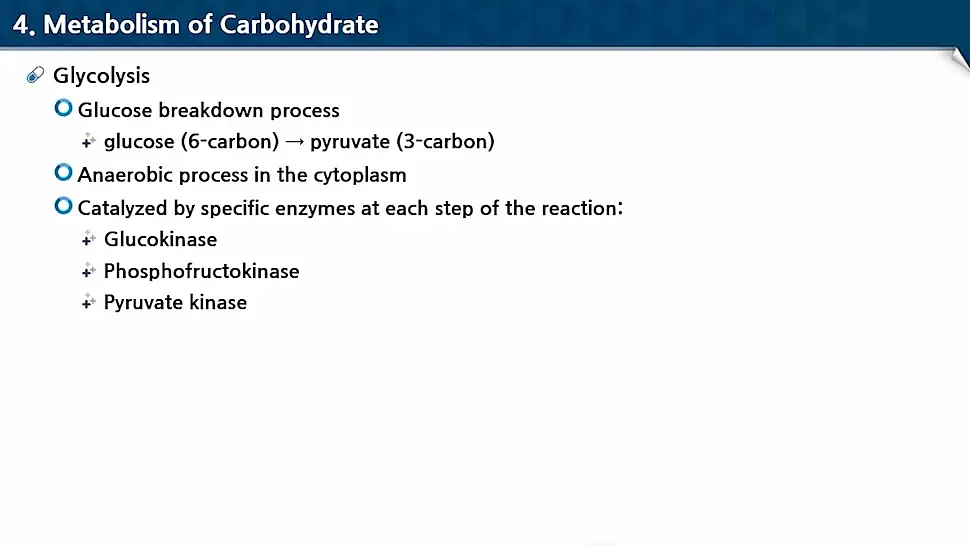 4. Metabolism of Carbohydrate
Glycolysis
Glucose breakdown process
glucose (6-carbon) → pyruvate (3-carbon)
Anaerobic process in the cytoplasm
Catalyzed by specific enzymes at each step of the reaction:
Glucokinase
Phosphofructokinase
Pyruvate kinase